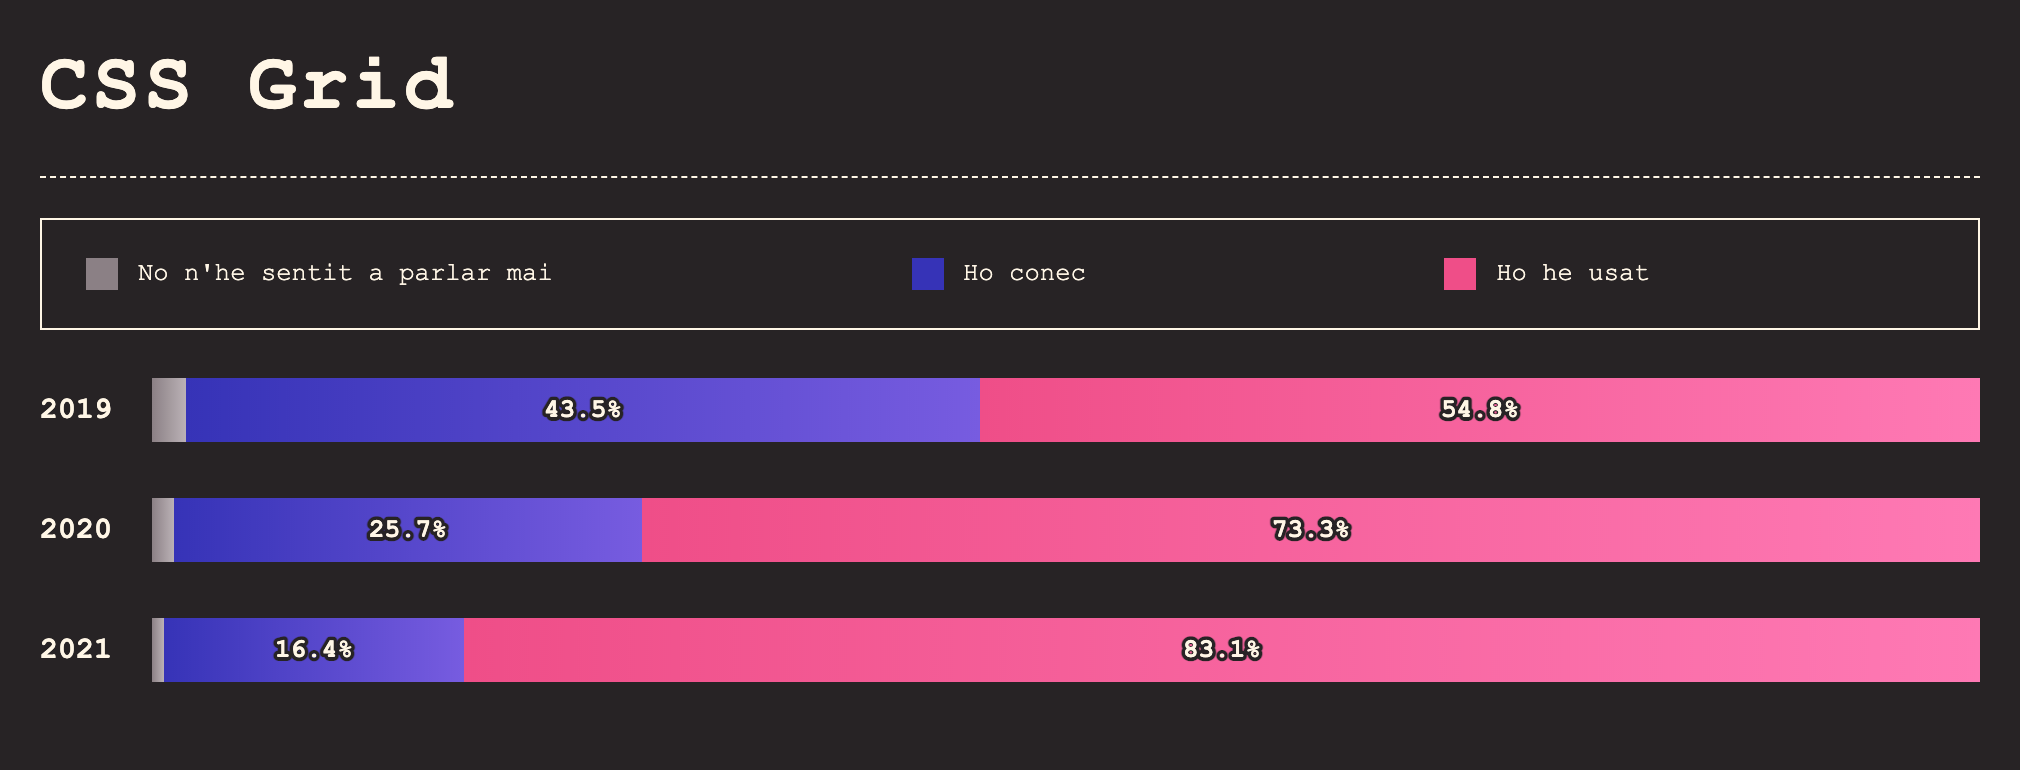 CSS Grid
No n'he sentit a parlar mai Ho conec Ho he usat
2019 43.5% 54.8%
2020 25.7% 73.3%
2021 16.4% 83.1%